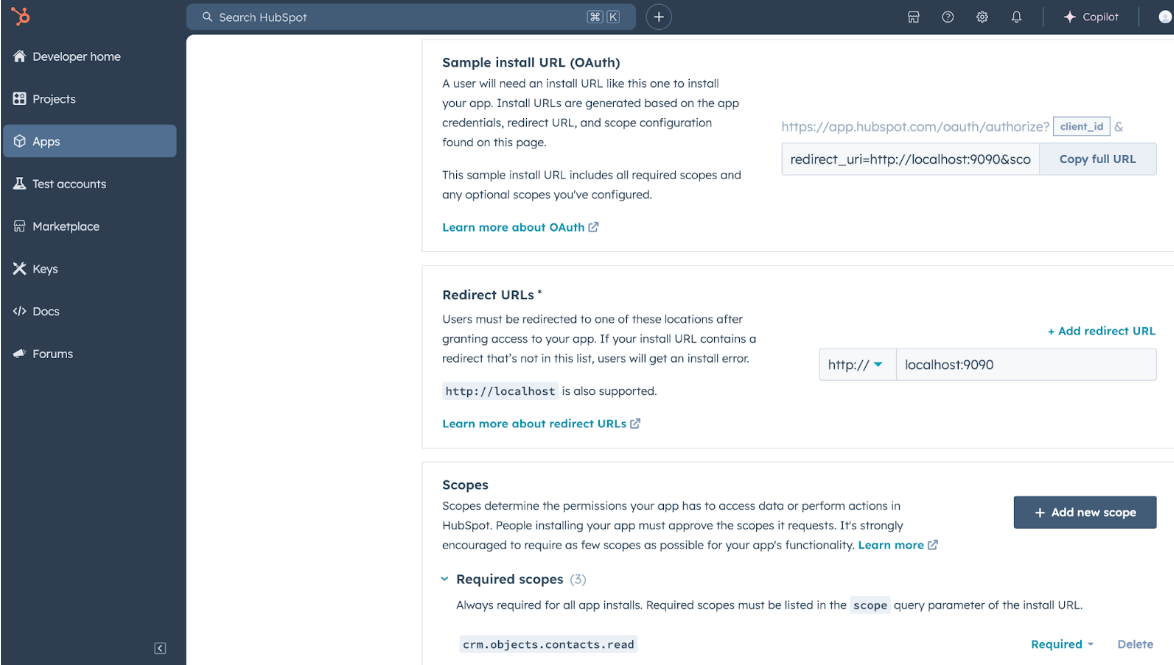 Search HubSpot
⌘ K
Copilot
Developer home
Projects
Apps
Test accounts
Marketplace
Keys
Docs
Forums
Sample install URL (OAuth)
A user will need an install URL like this one to install
your app. Install URLs are generated based on the app
credentials, redirect URL, and scope configuration
found on this page.
This sample install URL includes all required scopes and
any optional scopes you've configured.
Learn more about OAuth
https://app.hubspot.com/oauth/authorize? client_id &
redirect_uri=http://localhost:9090&sco
Copy full URL
Redirect URLs *
Users must be redirected to one of these locations after
granting access to your app. If your install URL contains a
redirect that’s not in this list, users will get an install error.
http://localhost is also supported.
Learn more about redirect URLs
+ Add redirect URL
http:// localhost:9090
Scopes
Scopes determine the permissions your app has to access data or perform actions in
HubSpot. People installing your app must approve the scopes it requests. It's strongly
encouraged to require as few scopes as possible for your app's functionality. Learn more
+ Add new scope
Required scopes (3)
Always required for all app installs. Required scopes must be listed in the scope query parameter of the install URL.
crm.objects.contacts.read Required Delete